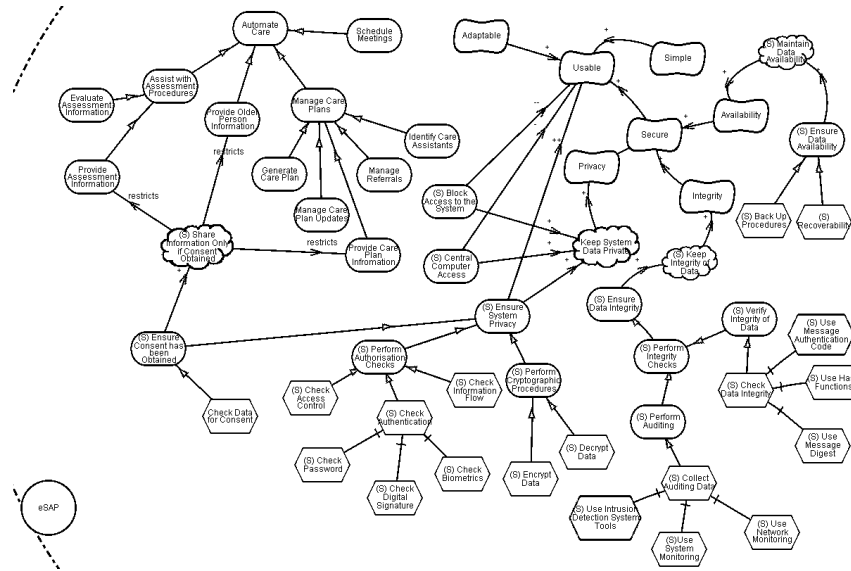 Automate
Care
Schedule
Meetings
Assist with
Assessment
Procedures
Evaluate
Assessment
Information
Provide Older
Person Information
Manage Care
Plans
Identify Care
Assistants
Provide
Assessment
Information
restricts
restricts
Generate
Care Plan
Manage
Referrals
Manage Care
Plan Updates
(S) Share
Information Only
if Consent
Obtained
restricts
Provide Care
Plan Infromation
Adaptable
+
Usable
+
Simple
(S) Maintain
Data
Availability
+
+
Availability
+
Secure
+
(S) Ensure
Data Availability
--
-
++
Privacy
Integrity
(S) Block
Access to the
System
(S) Back Up
Procedures
(S)
Recoverability
+
+
Keep System
Data Private
+
+
+
(S) Keep
Integrity of
Data
+
(S) Central
Computer
Access
+
(S) Ensure
Data Integrity
+
(S) Ensure
System
Privacy
(S) Verify
Integrity of
Data
(S) Use
Message
Authentication
Code
(S) Ensure
Consent has
been
Obtained
(S) Perform
Authorisation
Checks
(S) Perform
Cryptographic
Procedures
(S) Perform
Integrity
Checks
(S) Check
Data Integrity
(S) Use Has
Functions
Check Data
for Consent
(S) Check
Access
Control
(S) Check
Information
Flow
(S) Check
Authentication
(S) Perform
Auditing
(S) Use
Message
Digest
(S) Check
Password
(S) Check
Digital
Signature
(S) Check
Biometrics
(S) Encrypt
Data
(S) Decrypt
Data
(S) Collect
Auditing Data
(S) Use Intrusion
Detection System
Tools
(S)Use
System
Monitoring
(S) Use
Network
Monitoring
eSAP